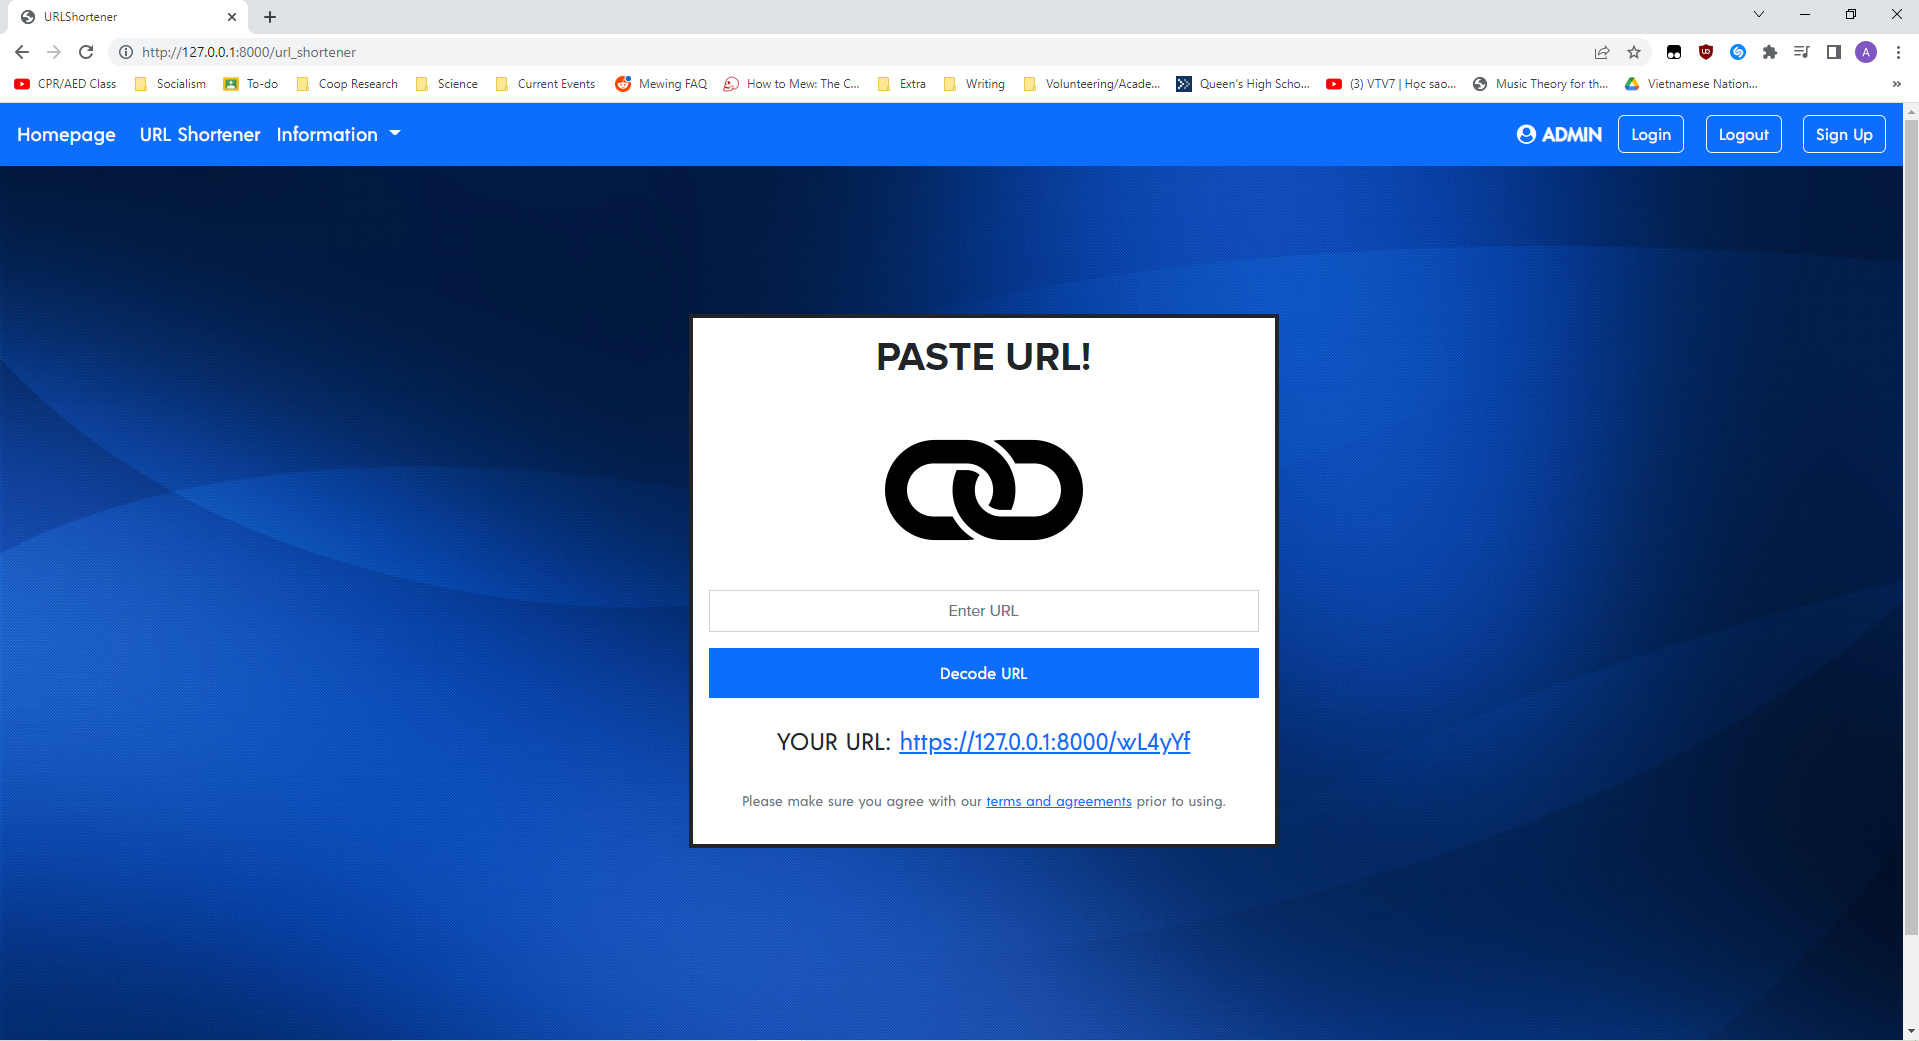 URLShortener
http://127.0.0.1:8000/url_shortener
A
CPR/AED Class Socialism To-do Coop Research Science Current Events Mewing FAQ How to Mew: The C... Extra Writing Volunteering/Acade... Queen's High Scho... (3) VTV7 | Học sao... Music Theory for th... Vietnamese Nation... »
Homepage URL Shortener Information ADMIN Login Logout Sign Up
PASTE URL!
Enter URL
Decode URL
YOUR URL: https://127.0.0.1:8000/wL4yYf
Please make sure you agree with our terms and agreements prior to using.